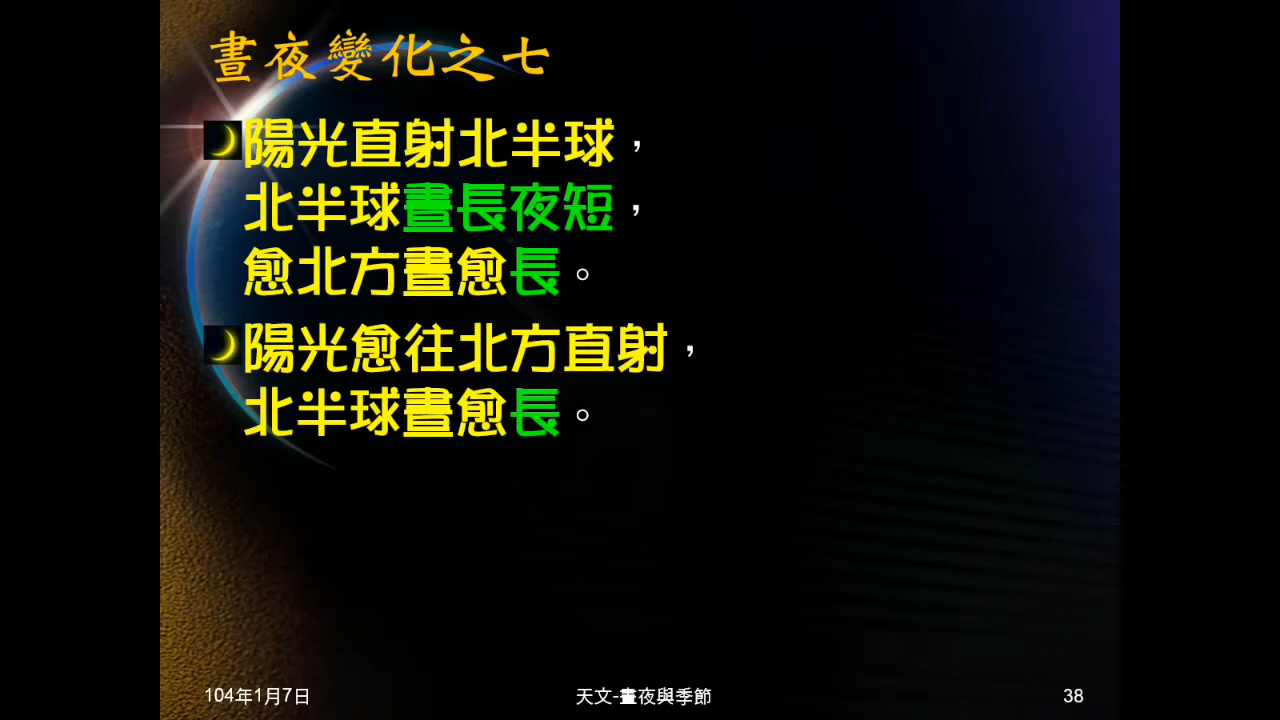 晝夜變化之七
陽光直射北半球，
北半球晝長夜短，
愈北方晝愈長。
陽光愈往北方直射，
北半球晝愈長。
104年1月7日
天文-晝夜與季節
38